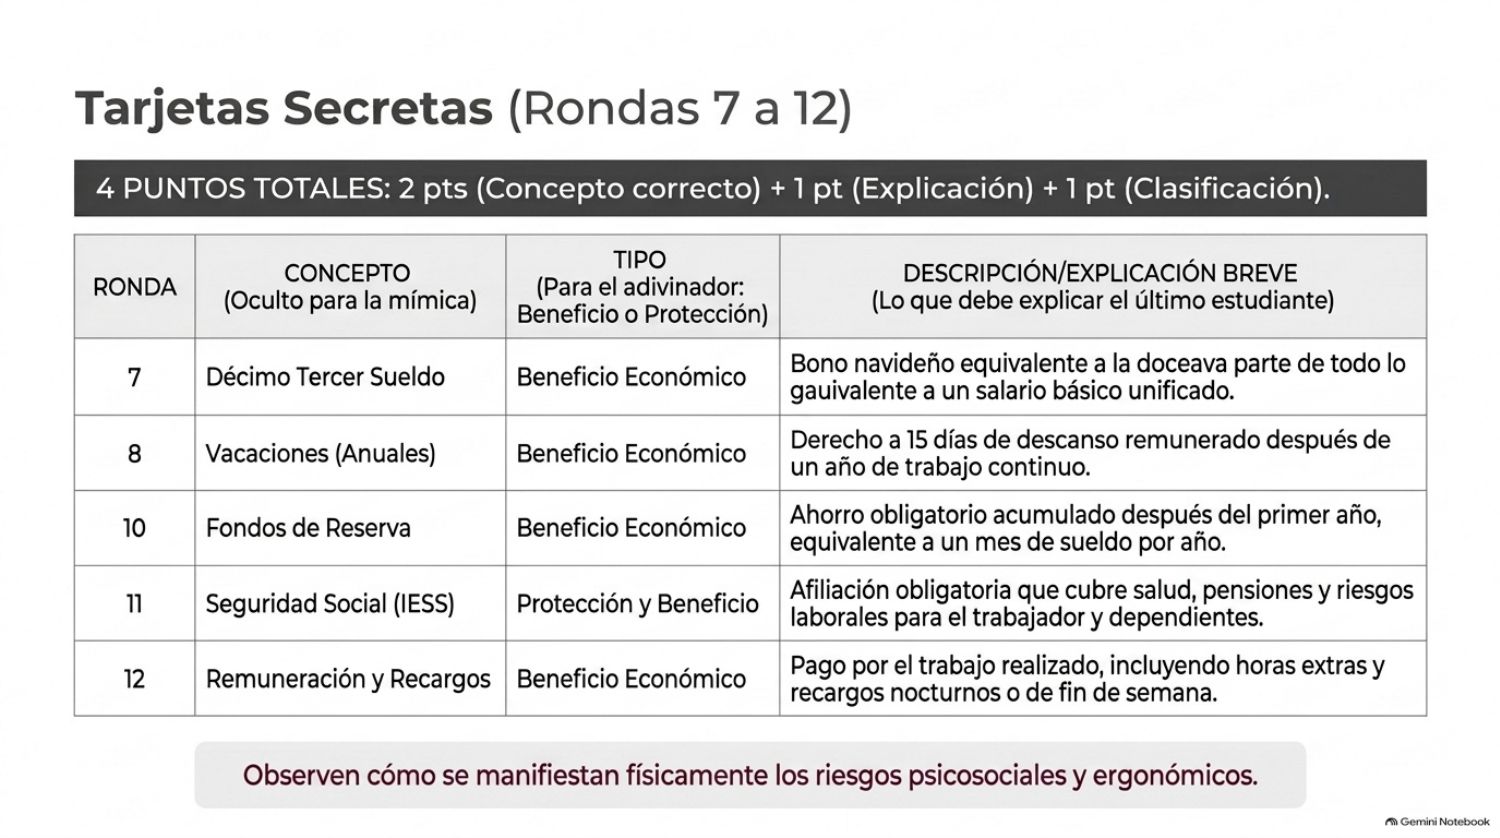 Tarjetas Secretas (Rondas 7 a 12)
4 PUNTOS TOTALES: 2 pts (Concepto correcto) + 1 pt (Explicación) + 1 pt (Clasificación).
RONDA
CONCEPTO
(Oculto para la mímica)
TIPO
(Para el adivinador:
Beneficio o Protección)
DESCRIPCIÓN/EXPLICACIÓN BREVE
(Lo que debe explicar el último estudiante)
7
Décimo Tercer Sueldo
Beneficio Económico
Bono navideño equivalente a la doceava parte de todo lo
gauivalente a un salario básico unificado.
8
Vacaciones (Anuales)
Beneficio Económico
Derecho a 15 días de descanso remunerado después de
un año de trabajo continuo.
10
Fondos de Reserva
Beneficio Económico
Ahorro obligatorio acumulado después del primer año,
equivalente a un mes de sueldo por año.
11
Seguridad Social (IESS)
Protección y Beneficio
Afiliación obligatoria que cubre salud, pensiones y riesgos
laborales para el trabajador y dependientes.
12
Remuneración y Recargos
Beneficio Económico
Pago por el trabajo realizado, incluyendo horas extras y
recargos nocturnos o de fin de semana.
Observen cómo se manifiestan físicamente los riesgos psicosociales y ergonómicos.
Gemini Notebook